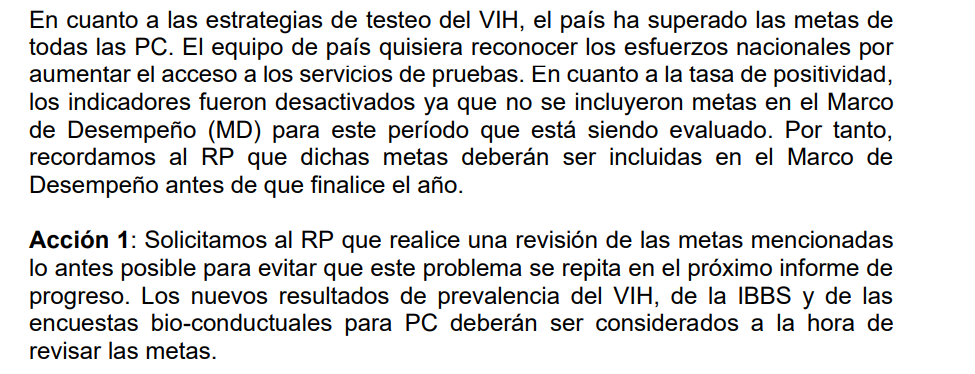 En cuanto a las estrategias de testeo del VIH, el país ha superado las metas de
todas las PC. El equipo de país quisiera reconocer los esfuerzos nacionales por
aumentar el acceso a los servicios de pruebas. En cuanto a la tasa de positividad,
los indicadores fueron desactivados ya que no se incluyeron metas en el Marco
de Desempeño (MD) para este período que está siendo evaluado. Por tanto,
recordamos al RP que dichas metas deberán ser incluidas en el Marco de
Desempeño antes de que finalice el año.
Acción 1: Solicitamos al RP que realice una revisión de las metas mencionadas
lo antes posible para evitar que este problema se repita en el próximo informe de
progreso. Los nuevos resultados de prevalencia del VIH, de la IBBS y de las
encuestas bio-conductuales para PC deberán ser considerados a la hora de
revisar las metas.